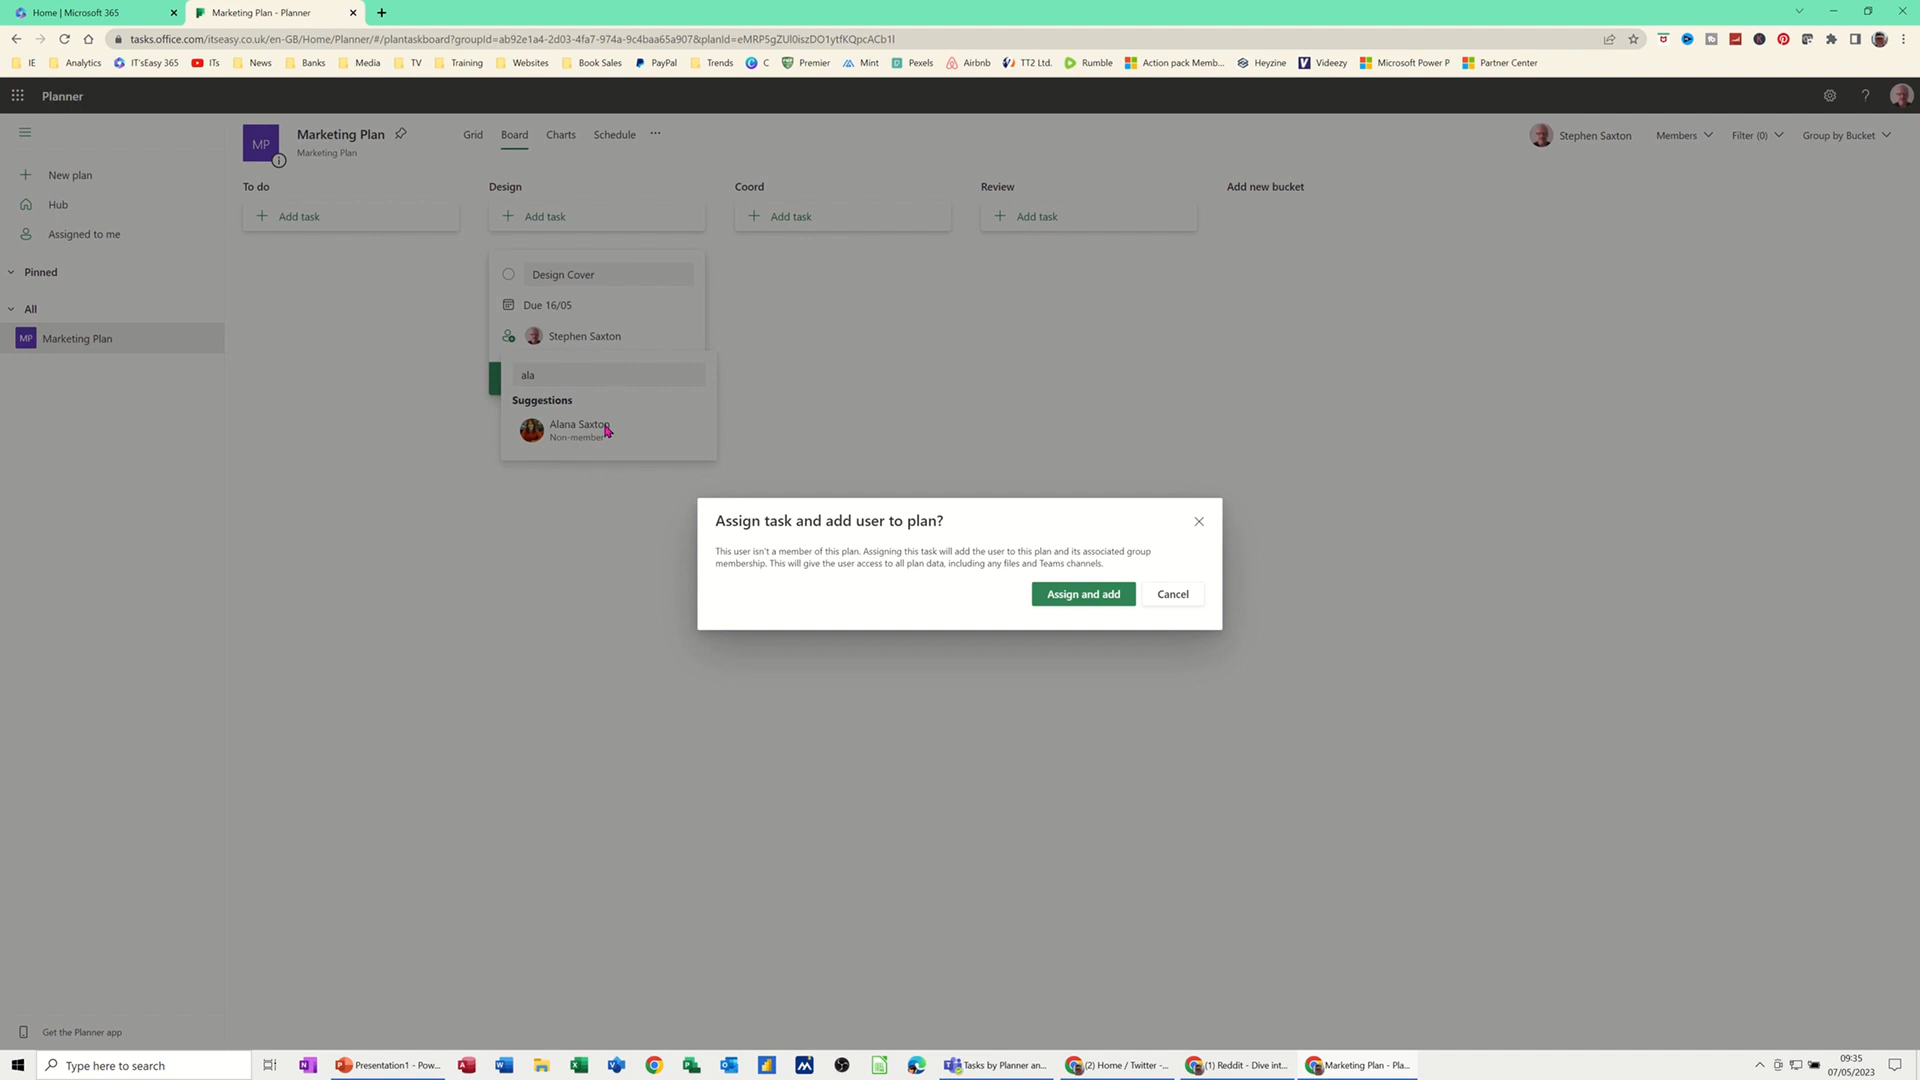 Home | Microsoft 365
Marketing Plan - Planner
tasks.office.com/itseasy.co.uk/en-GB/Home/Planner/#/plantaskboard?groupId=ab92e1a4-2d03-4fa7-974a-9c4baa65a907&planId=eMRP5gZUl0iszDO1ytfKQpcACb1l
IE Analytics IT'sEasy 365 ITs News Banks Media TV Training Websites Book Sales PayPal Trends C Premier Mint Pexels Airbnb TT2 Ltd. Rumble Action pack Memb... Heyzine Videezy Microsoft Power P Partner Center
Planner
MP
Marketing Plan
Marketing Plan
Grid Board Charts Schedule ...
Stephen Saxton Members Filter (0) Group by Bucket
New plan
Hub
Assigned to me
Pinned
All
MP Marketing Plan
To do Design Coord Review Add new bucket
Add task Add task Add task Add task
Design Cover
Due 16/05
Stephen Saxton
ala
Suggestions
Alana Saxton
Non-member
Assign task and add user to plan?
This user isn't a member of this plan. Assigning this task will add the user to this plan and its associated group
membership. This will give the user access to all plan data, including any files and Teams channels.
Assign and add Cancel
Get the Planner app
Type here to search
Presentation1 - Pow...
Tasks by Planner an...
(2) Home / Twitter -...
(1) Reddit - Dive int...
Marketing Plan - Pla...
09:35
07/05/2023